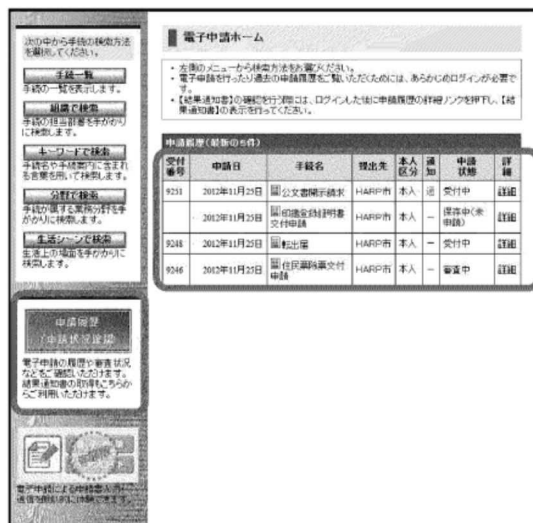 次の中から手続の検索方法
を選択してください。
手続一覧
手続の一覧を表示します。
組織で検索
手続の担当部署を手がかり
に検索します。
キーワードで検索
手続名や手続案内に含まれ
る言葉を用いて検索します。
分野で検索
手続が属する業務分野を手
がかりに検索します。
生活シーンで検索
生活上の場面を手がかりに
検索します。
申請履歴
(申請状況確認)
電子申請の履歴や審査状況
などをご確認いただけます。
結果通知書の取得もこちらか
らご利用いただけます。
電子申請による申請書入力・
電子申請ホーム
・左側のメニューから検索方法をお選びください。
・電子申請を行ったり過去の申請履歴をご覧いただくためには、あらかじめログインが必要で
す。
・【結果通知書】の確認を行う際には、ログインした後に申請履歴の詳細リンクを押下し、【結
果通知書】の表示を行ってください。
申請履歴(最新の5件)
受付番号 申請日 手続名 提出先 本人区分 通知 申請状態 詳細
9251 2012年11月25日 公文書開示請求 HARP市 本人 通 受付中 詳細
- 2012年11月25日 印鑑登録証明書交付申請 HARP市 本人 － 保存中(未申請) 詳細
9248 2012年11月25日 転出届 HARP市 本人 － 受付中 詳細
9246 2012年11月25日 住民票除票交付申請 HARP市 本人 － 審査中 詳細